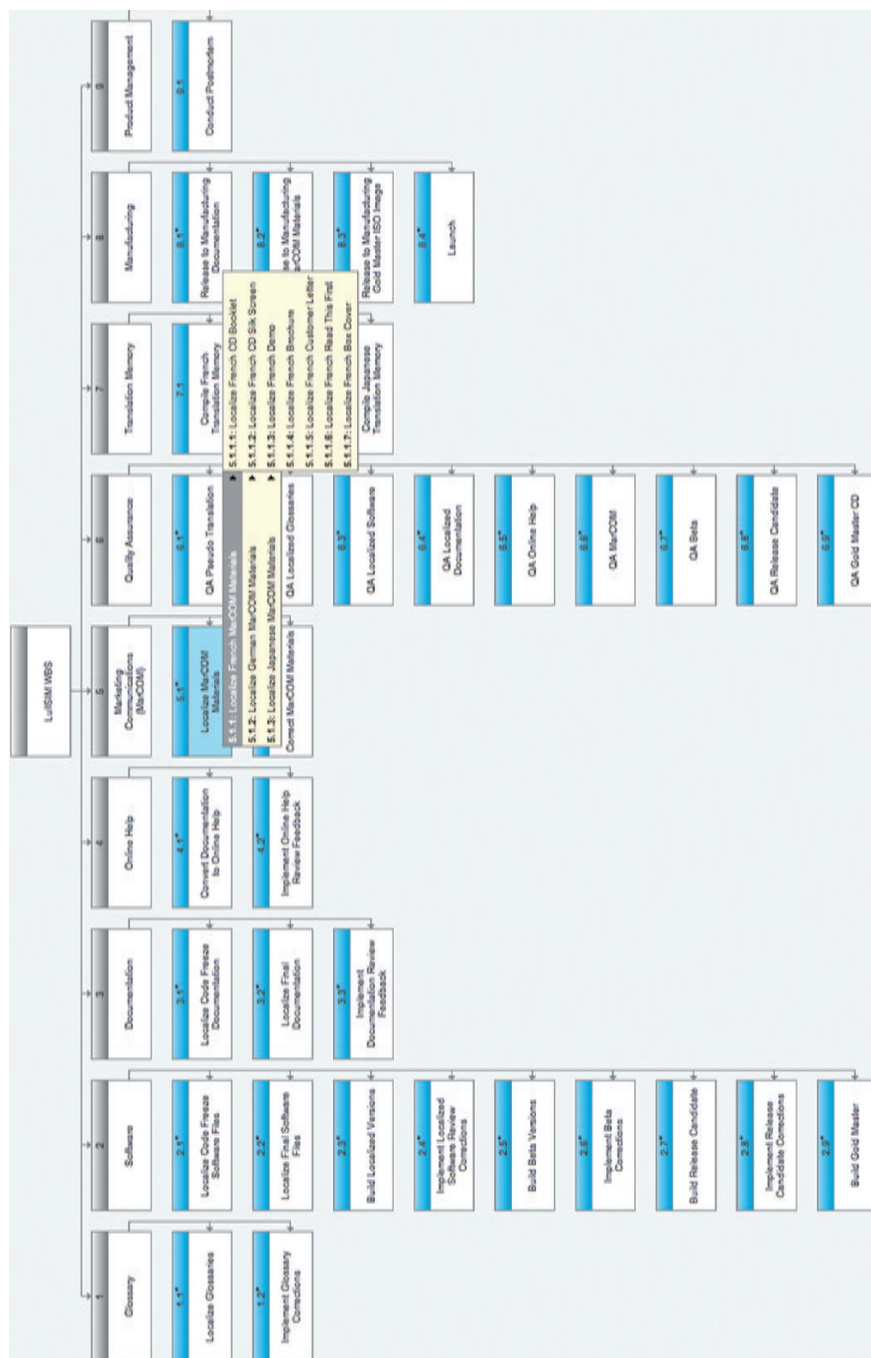 LullSIM WBS
1
Glossary
1.1*
Localize Glossaries
1.2*
Implement Glossary
Corrections
2
Software
2.1*
Localize Code Freeze
Software Files
2.2*
Localize Final Software
Files
2.3*
Build Localized Versions
2.4*
Implement Localized
Software Review
Corrections
2.5*
Build Beta Versions
2.6*
Implement Beta
Corrections
2.7*
Build Release Candidate
2.8*
Implement Release
Candidate Corrections
2.9*
Build Gold Master
3
Documentation
3.1*
Localize Code Freeze
Documentation
3.2*
Localize Final
Documentation
3.3*
Implement
Documentation Review
Feedback
4
Online Help
4.1*
Convert Documentation
to Online Help
4.2*
Implement Online Help
Review Feedback
5
Marketing
Communications
(MarCOM)
5.1*
Localize MarCOM
Materials
5.1.1: Localize French MarCOM Materials
5.1.2: Localize German MarCOM Materials
5.1.3: Localize Japanese MarCOM Materials
Correct MarCOM Materials
5.1.1.1: Localize French CD Booklet
5.1.1.2: Localize French CD Silk Screen
5.1.1.3: Localize French Demo
5.1.1.4: Localize French Brochure
5.1.1.5: Localize French Customer Letter
5.1.1.6: Localize French Read This First
5.1.1.7: Localize French Box Cover
6
Quality Assurance
6.1*
QA Pseudo Translation
QA Localized Glossaries
6.3*
QA Localized Software
6.4*
QA Localized
Documentation
6.5*
QA Online Help
6.6*
QA MarCOM
6.7*
QA Beta
6.8*
QA Release Candidate
6.9*
QA Gold Master CD
7
Translation Memory
7.1
Compile French
Translation Memory
Compile Japanese
Translation Memory
8
Manufacturing
8.1*
Release to Manufacturing
Documentation
8.2*
se to Manufacturing
arCOM Materials
8.3*
Release to Manufacturing
Gold Master ISO Image
8.4*
Launch
9
Product Management
9.1
Conduct Postmortem